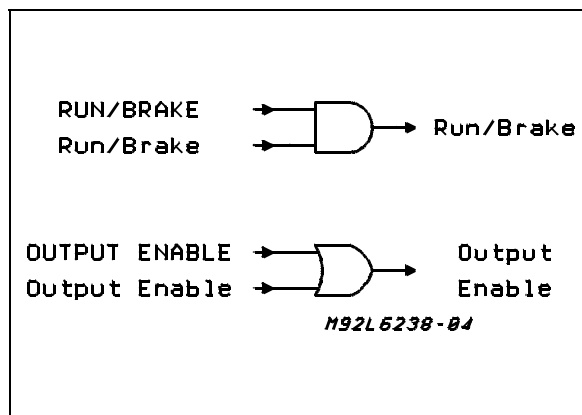 RUN/BRAKE
Run/Brake
Run/Brake
OUTPUT ENABLE
Output Enable
Output
Enable
M92L6238-04